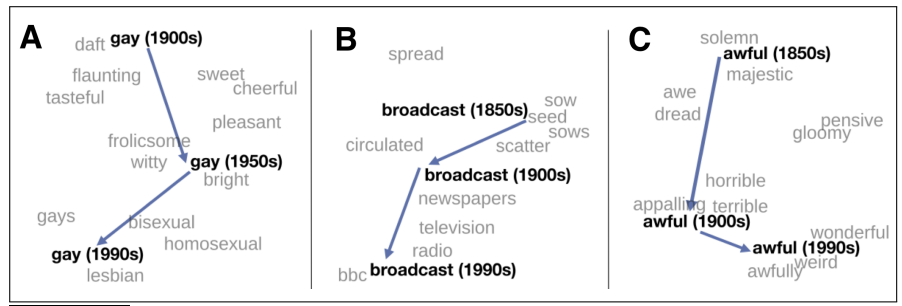 A
daft gay (1900s)
flaunting sweet
tasteful cheerful
pleasant
frolicsome
witty gay (1950s)
bright
gays bisexual
homosexual
gay (1990s)
lesbian
B
spread
broadcast (1850s) sow
seed
sows
circulated scatter
broadcast (1900s)
newspapers
television
radio
bbc broadcast (1990s)
C
solemn
awful (1850s)
majestic
awe
dread
pensive
gloomy
horrible
appalling terrible
awful (1900s)
wonderful
awful (1990s)
weird
awfully